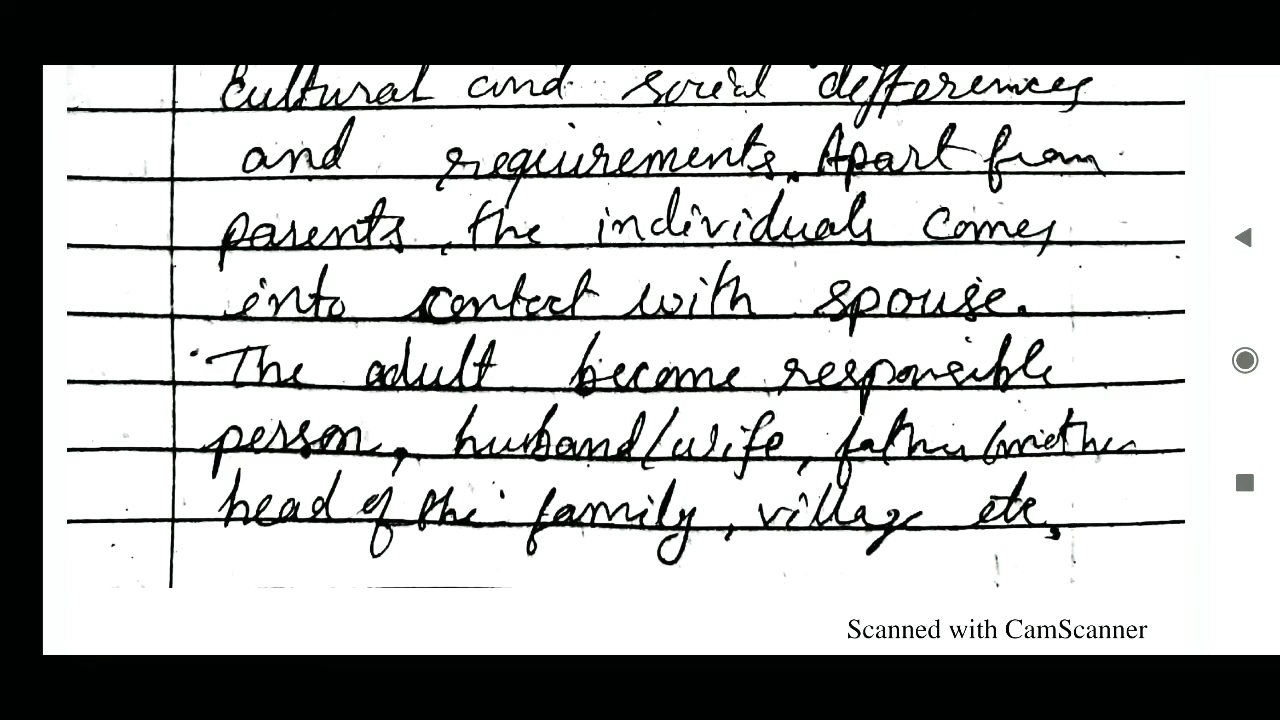 Cultural and social differences
and requirements. Apart from
parents, the individuals comes
into contact with spouse.
The adult become responsible
person, husband/wife, father/mother
head of the family, village etc.
Scanned with CamScanner